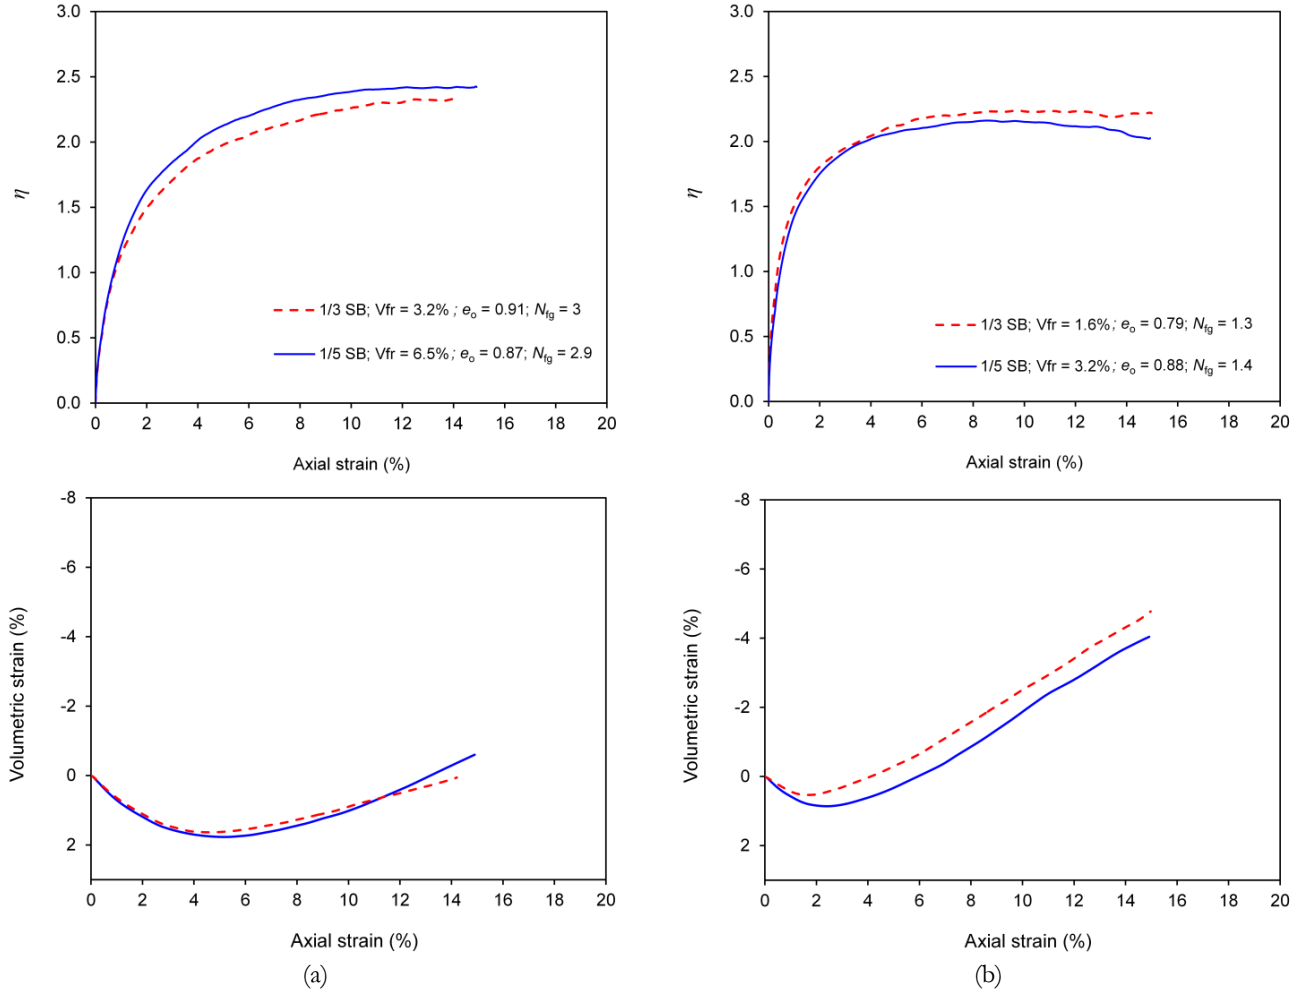 3.0
2.5
2.0
1.5
1.0
0.5
0.0
η
1/3 SB; Vfr = 3.2% ; eo = 0.91; Nfg = 3
1/5 SB; Vfr = 6.5%; eo = 0.87; Nfg = 2.9
0 2 4 6 8 10 12 14 16 18 20
Axial strain (%)
3.0
2.5
2.0
1.5
1.0
0.5
0.0
η
1/3 SB; Vfr = 1.6%; eo = 0.79; Nfg = 1.3
1/5 SB; Vfr = 3.2%; eo = 0.88; Nfg = 1.4
0 2 4 6 8 10 12 14 16 18 20
Axial strain (%)
-8
-6
-4
-2
0
2
Volumetric strain (%)
0 2 4 6 8 10 12 14 16 18 20
Axial strain (%)
(a)
-8
-6
-4
-2
0
2
Volumetric strain (%)
0 2 4 6 8 10 12 14 16 18 20
Axial strain (%)
(b)